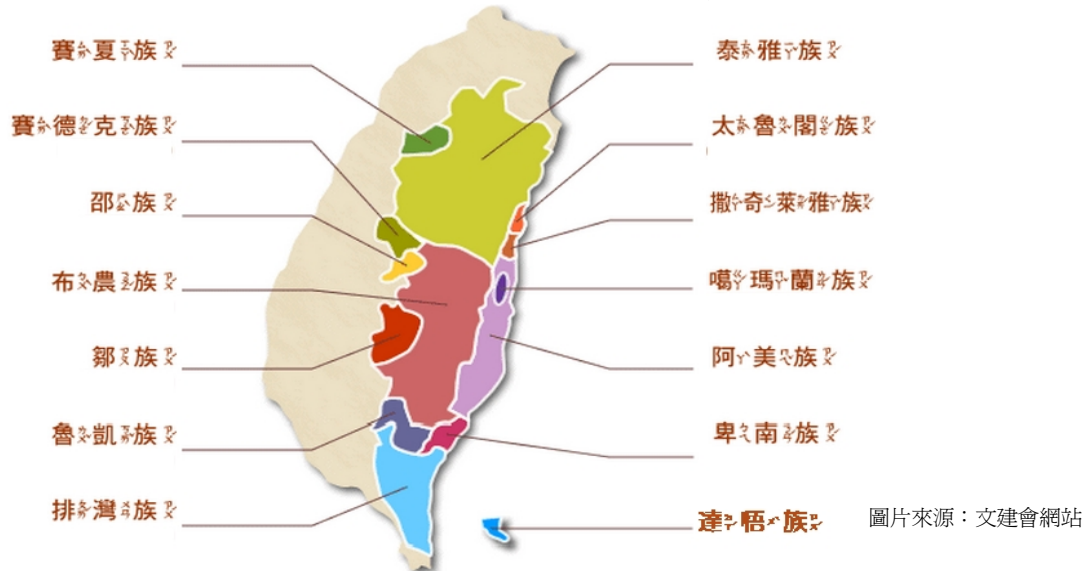 賽夏族
賽德克族
邵族
布農族
鄒族
魯凱族
排灣族
泰雅族
太魯閣族
撒奇萊雅族
噶瑪蘭族
阿美族
卑南族
達悟族
圖片來源：文建會網站